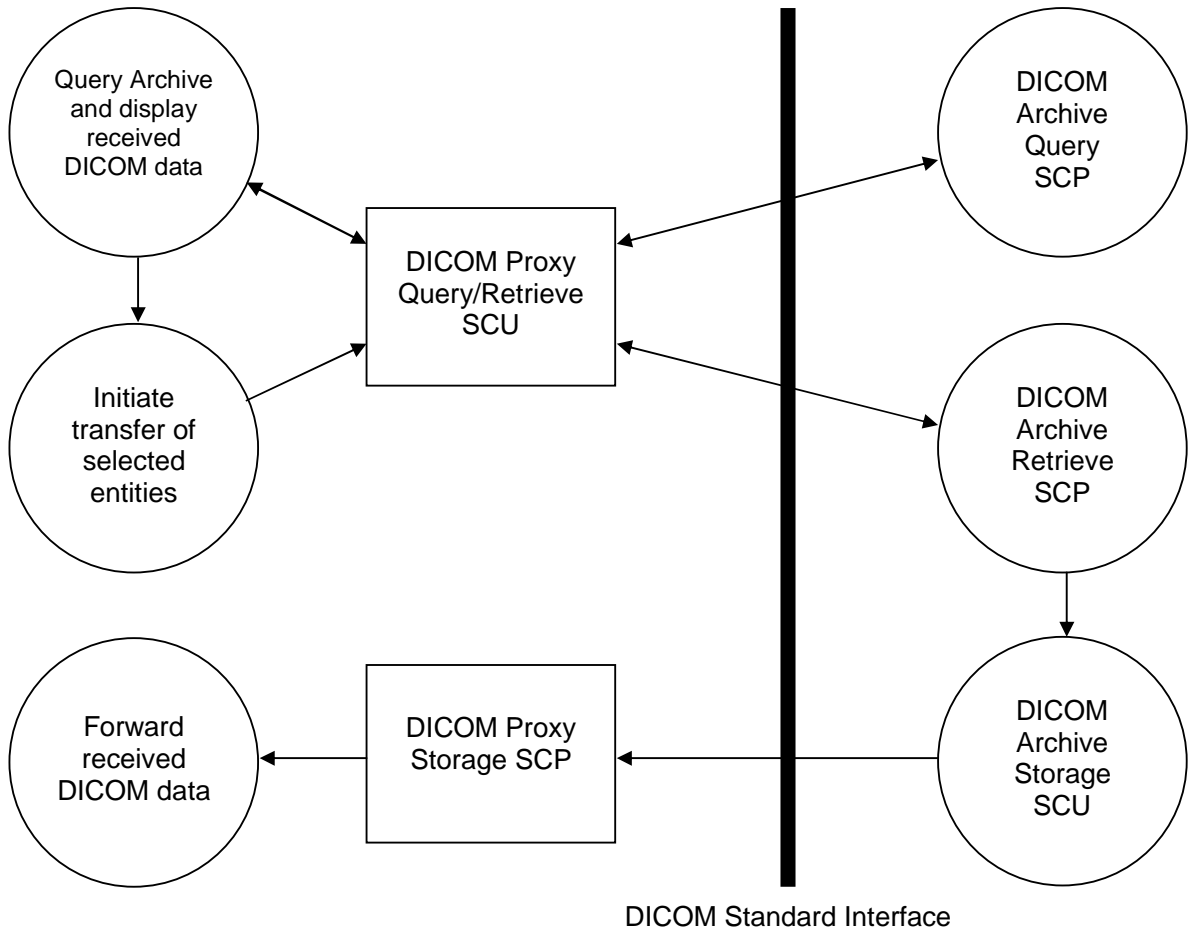 Query Archive
and display
received
DICOM data
DICOM
Archive
Query
SCP
DICOM Proxy
Query/Retrieve
SCU
Initiate
transfer of
selected
entities
DICOM
Archive
Retrieve
SCP
Forward
received
DICOM data
DICOM Proxy
Storage SCP
DICOM
Archive
Storage
SCU
DICOM Standard Interface